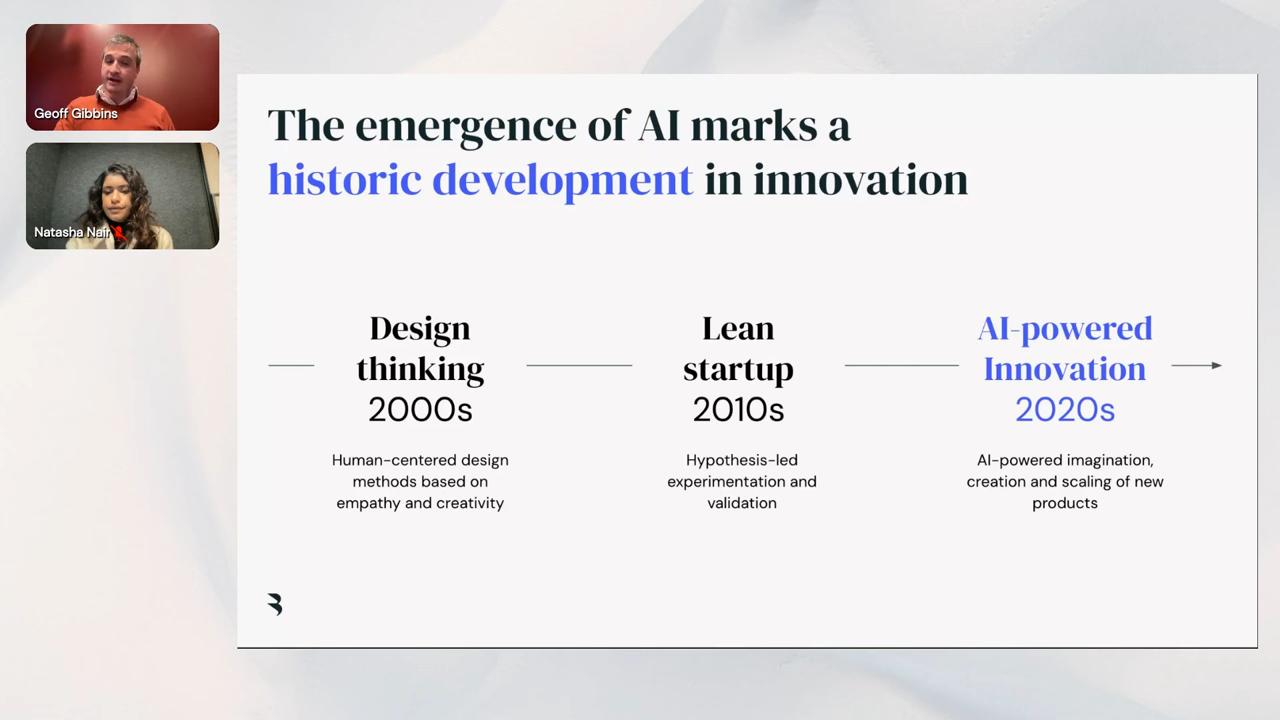 Geoff Gibbins
Natasha Nair
The emergence of AI marks a
historic development in innovation
Design
thinking
2000s
Human-centered design
methods based on
empathy and creativity
Lean
startup
2010s
Hypothesis-led
experimentation and
validation
AI-powered
Innovation
2020s
AI-powered imagination,
creation and scaling of new
products